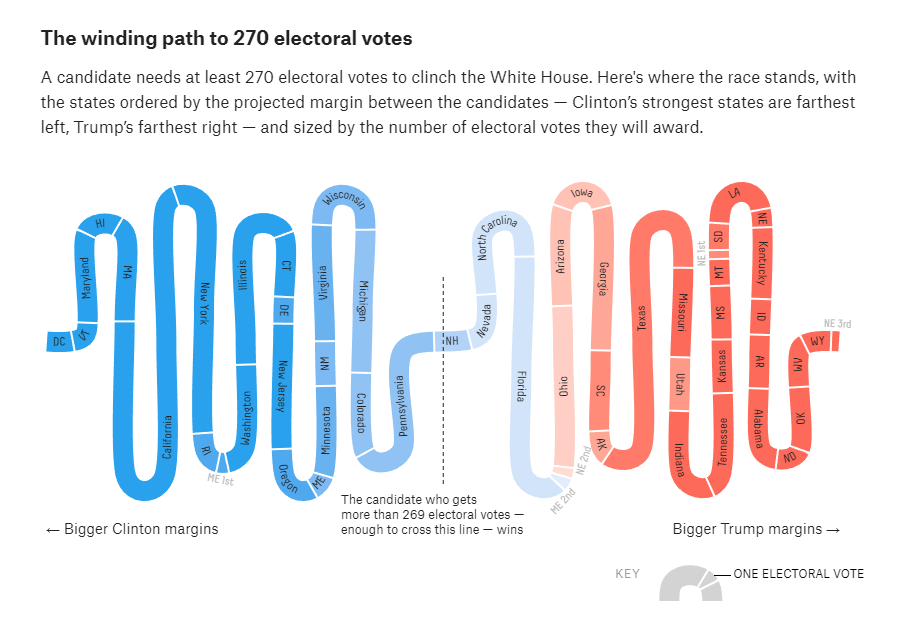 The winding path to 270 electoral votes
A candidate needs at least 270 electoral votes to clinch the White House. Here's where the race stands, with
the states ordered by the projected margin between the candidates — Clinton's strongest states are farthest
left, Trump's farthest right — and sized by the number of electoral votes they will award.
DC
VT
Maryland
HI
MA
California
New York
RI
ME 1st
Washington
Illinois
CT
DE
New Jersey
Oregon
ME
Minnesota
NM
Virginia
Wisconsin
Michigan
Colorado
Pennsylvania
NH
Nevada
North Carolina
Florida
ME 2nd
NE 2nd
Ohio
Arizona
Iowa
Georgia
SC
AK
Texas
Missouri
Utah
Indiana
Tennessee
Kansas
MS
MT
NE 1st
SD
LA
NE
Kentucky
ID
AR
Alabama
ND
OK
WV
WY
NE 3rd
The candidate who gets
more than 269 electoral votes —
enough to cross this line — wins
← Bigger Clinton margins
Bigger Trump margins →
KEY
ONE ELECTORAL VOTE